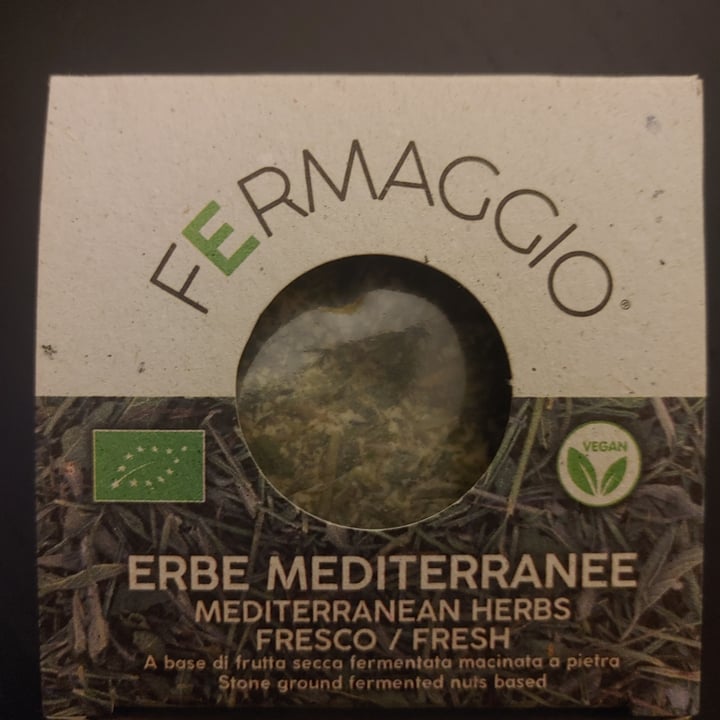 FERMAGGIO®
VEGAN
ERBE MEDITERRANEE
MEDITERRANEAN HERBS
FRESCO / FRESH
A base di frutta secca fermentata macinata a pietra
Stone ground fermented nuts based